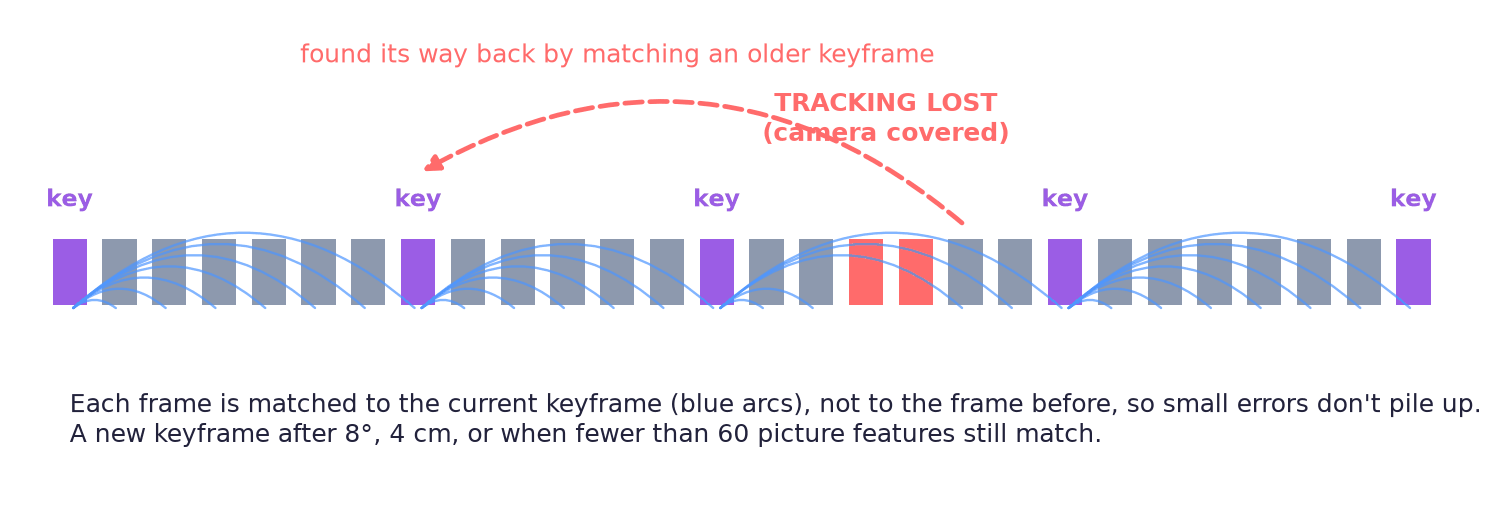 found its way back by matching an older keyframe
TRACKING LOST
(camera covered)
key
key
key
key
key
Each frame is matched to the current keyframe (blue arcs), not to the frame before, so small errors don't pile up.
A new keyframe after 8°, 4 cm, or when fewer than 60 picture features still match.